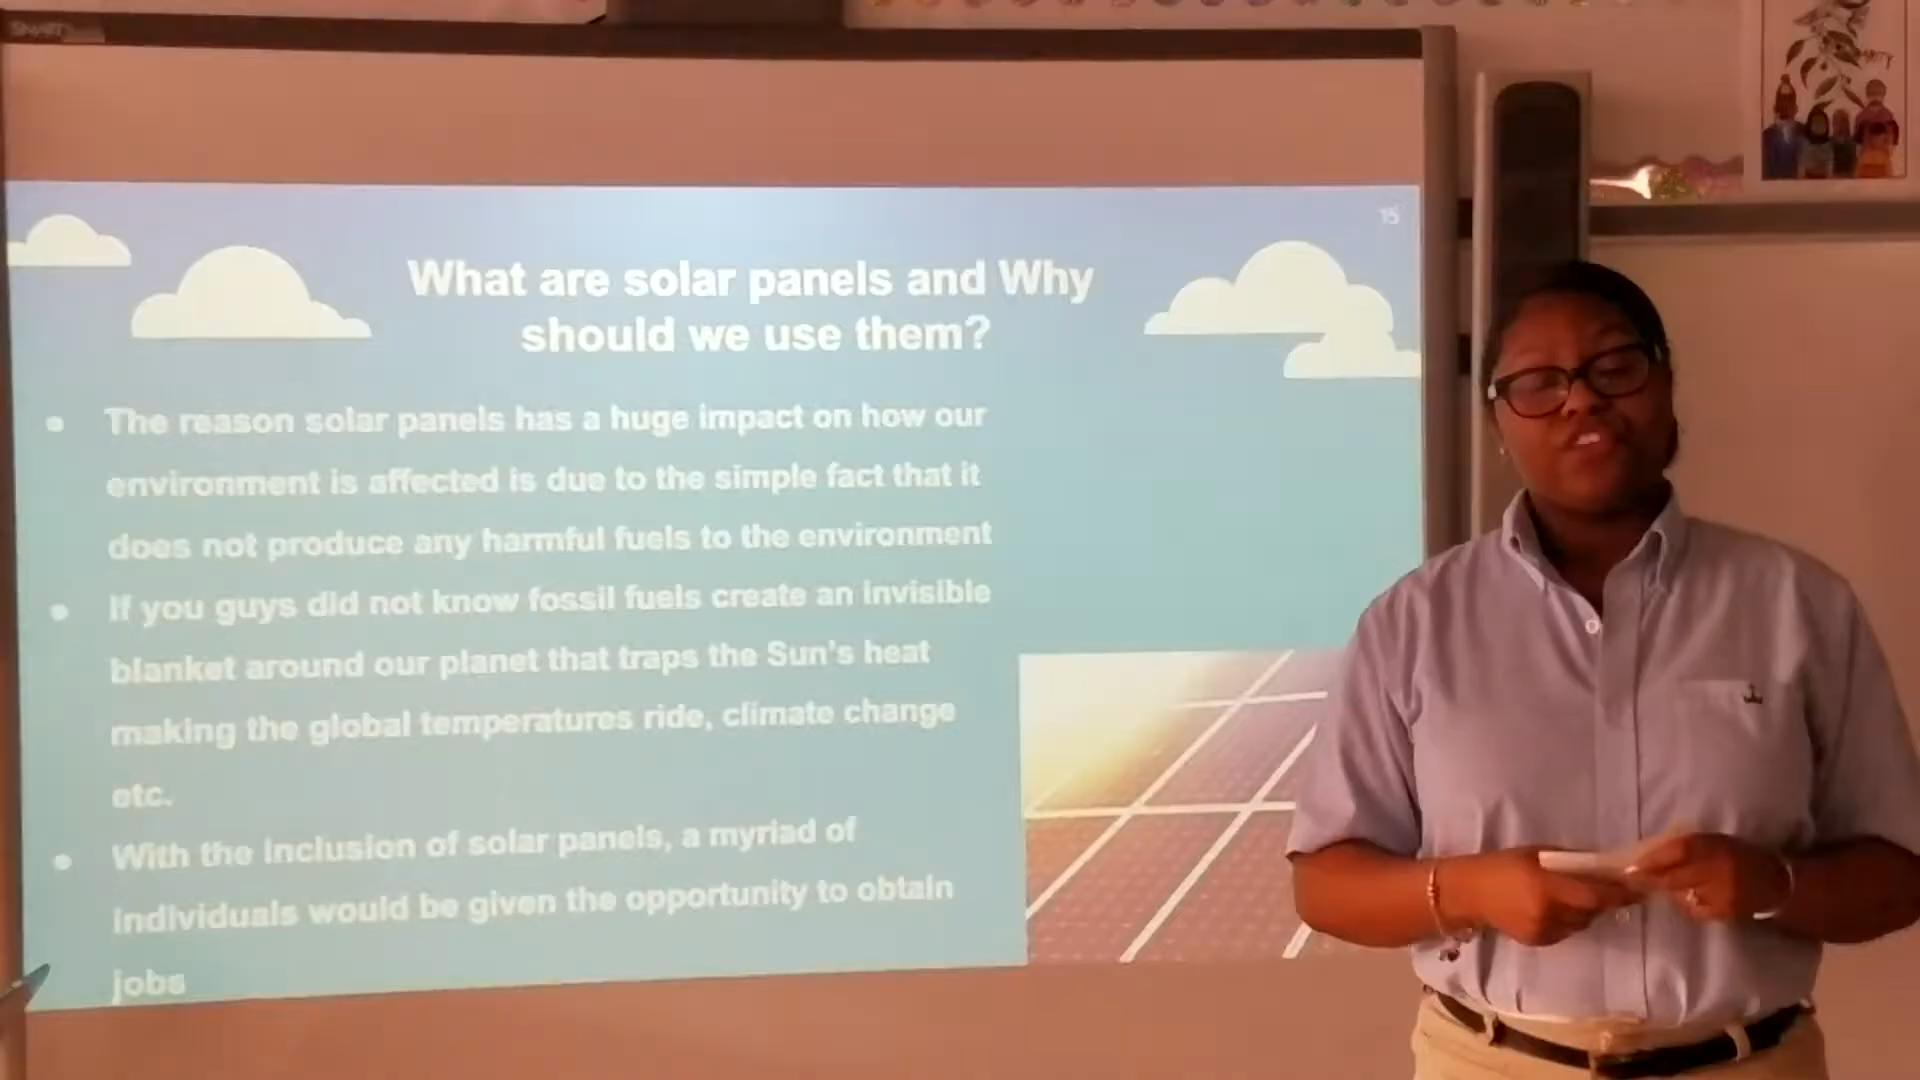 SMART
15
What are solar panels and Why
should we use them?
The reason solar panels has a huge impact on how our
environment is affected is due to the simple fact that it
does not produce any harmful fuels to the environment
If you guys did not know fossil fuels create an invisible
blanket around our planet that traps the Sun's heat
making the global temperatures ride, climate change
etc.
With the inclusion of solar panels, a myriad of
individuals would be given the opportunity to obtain
jobs